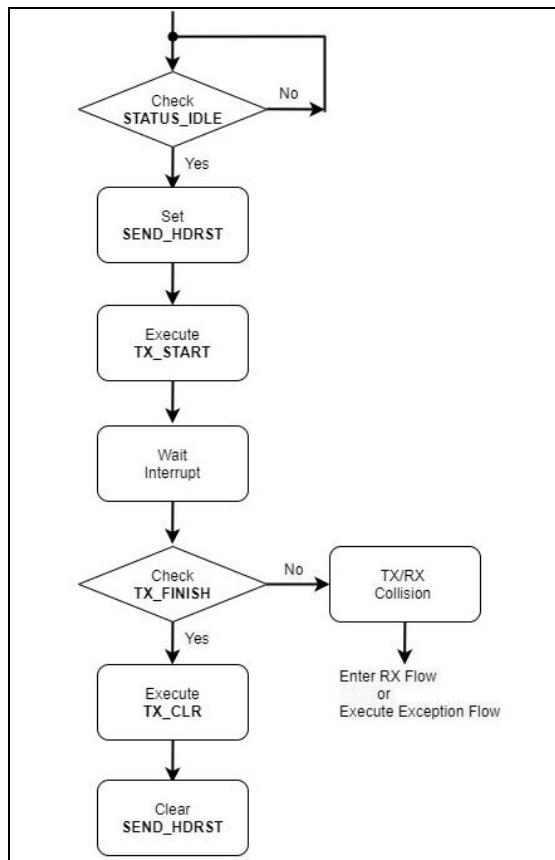 Check
STATUS_IDLE
No
Yes
Set
SEND_HDRST
Execute
TX_START
Wait
Interrupt
Check
TX_FINISH
No
TX/RX
Collision
Yes
Enter RX Flow
or
Execute Exception Flow
Execute
TX_CLR
Clear
SEND_HDRST